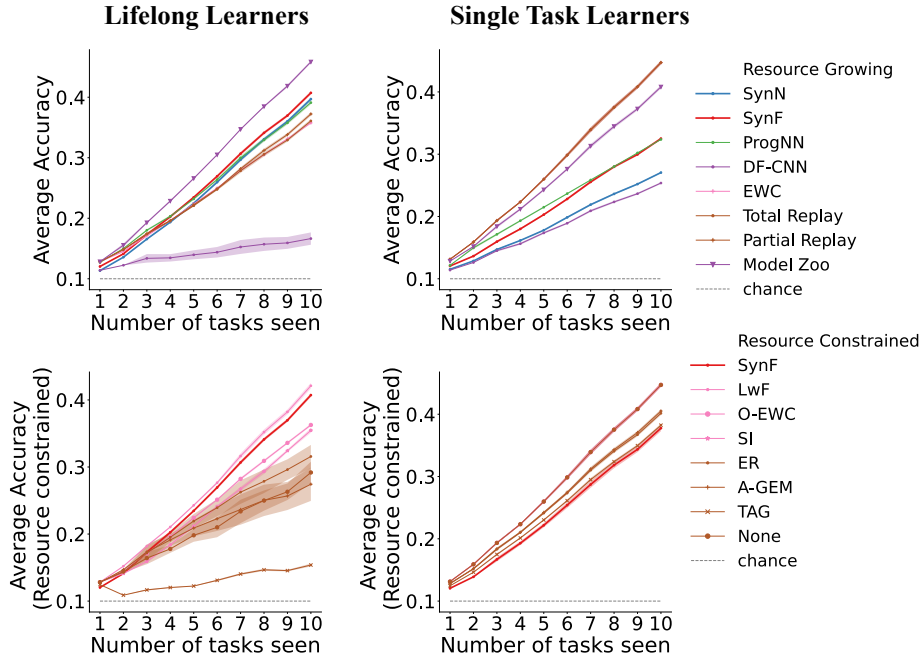 Lifelong Learners
Single Task Learners
Average Accuracy
0.4
0.3
0.2
0.1
1 2 3 4 5 6 7 8 9 10
Number of tasks seen
Average Accuracy
0.4
0.3
0.2
0.1
1 2 3 4 5 6 7 8 9 10
Number of tasks seen
Resource Growing
SynN
SynF
ProgNN
DF-CNN
EWC
Total Replay
Partial Replay
Model Zoo
chance
Average Accuracy
(Resource constrained)
0.4
0.3
0.2
0.1
1 2 3 4 5 6 7 8 9 10
Number of tasks seen
Average Accuracy
(Resource constrained)
0.4
0.3
0.2
0.1
1 2 3 4 5 6 7 8 9 10
Number of tasks seen
Resource Constrained
SynF
LwF
O-EWC
SI
ER
A-GEM
TAG
None
chance